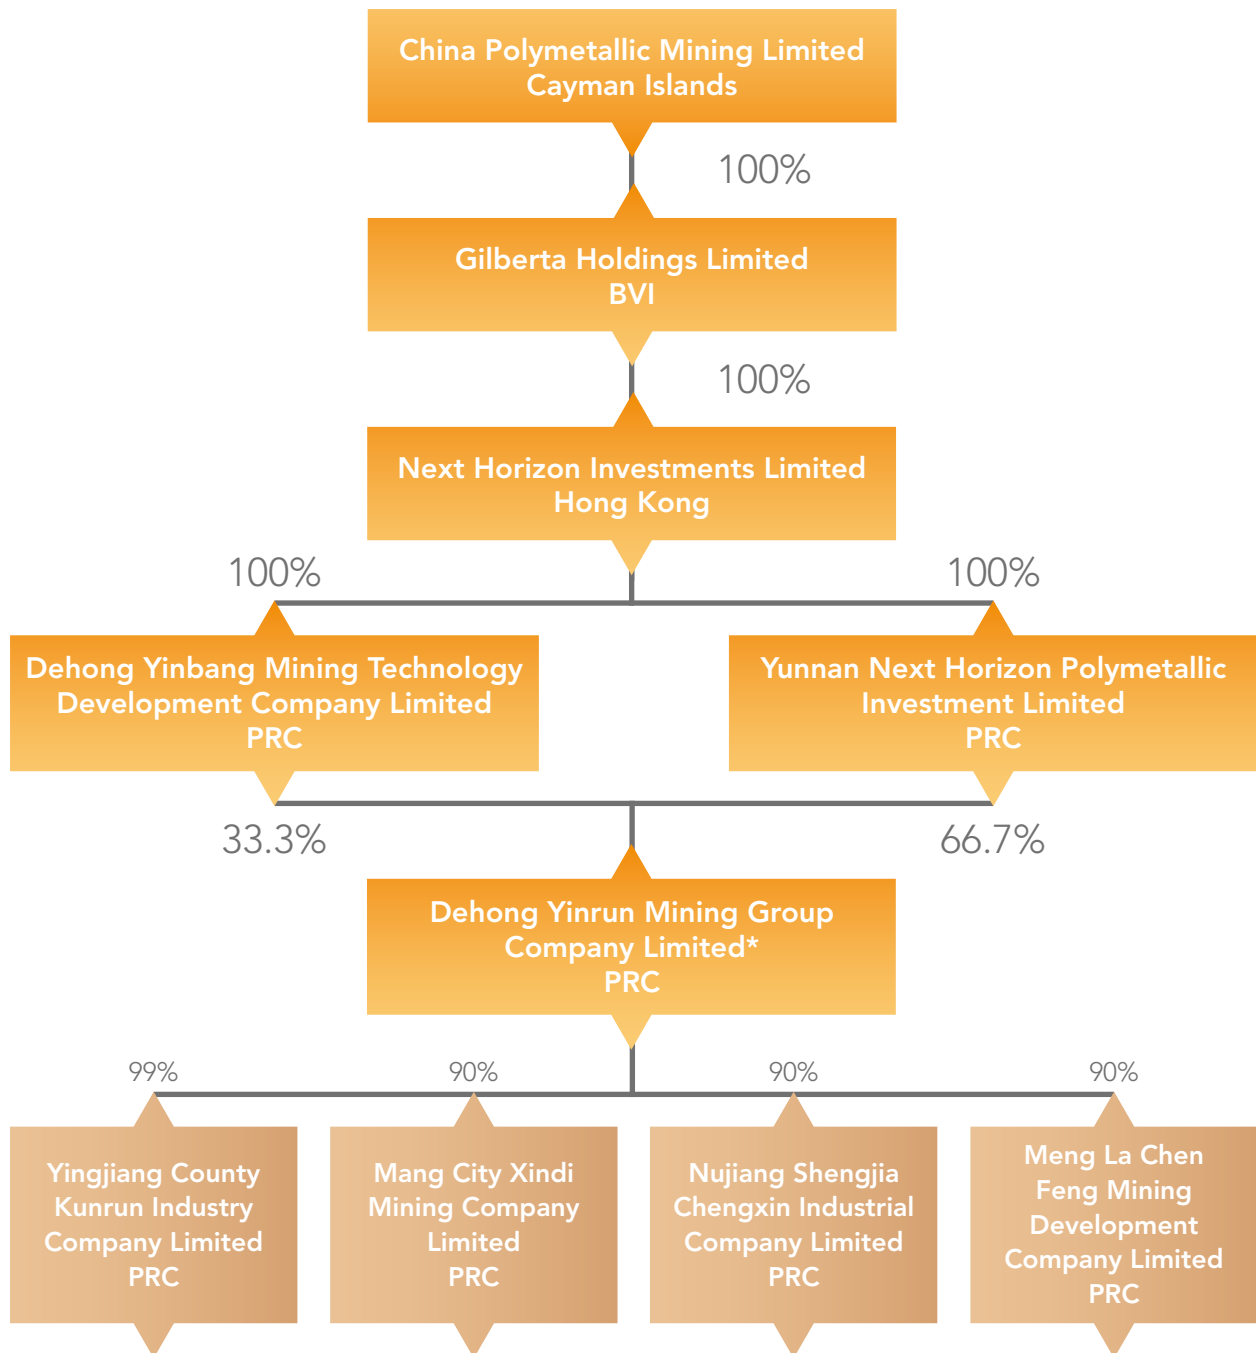 China Polymetallic Mining Limited
Cayman Islands
100%
Gilberta Holdings Limited
BVI
100%
Next Horizon Investments Limited
Hong Kong
100%
100%
Dehong Yinbang Mining Technology
Development Company Limited
PRC
Yunnan Next Horizon Polymetallic
Investment Limited
PRC
33.3%
66.7%
Dehong Yinrun Mining Group
Company Limited*
PRC
99%
90%
90%
90%
Yingjiang County
Kunrun Industry
Company Limited
PRC
Mang City Xindi
Mining Company
Limited
PRC
Nujiang Shengjia
Chengxin Industrial
Company Limited
PRC
Meng La Chen
Feng Mining
Development
Company Limited
PRC